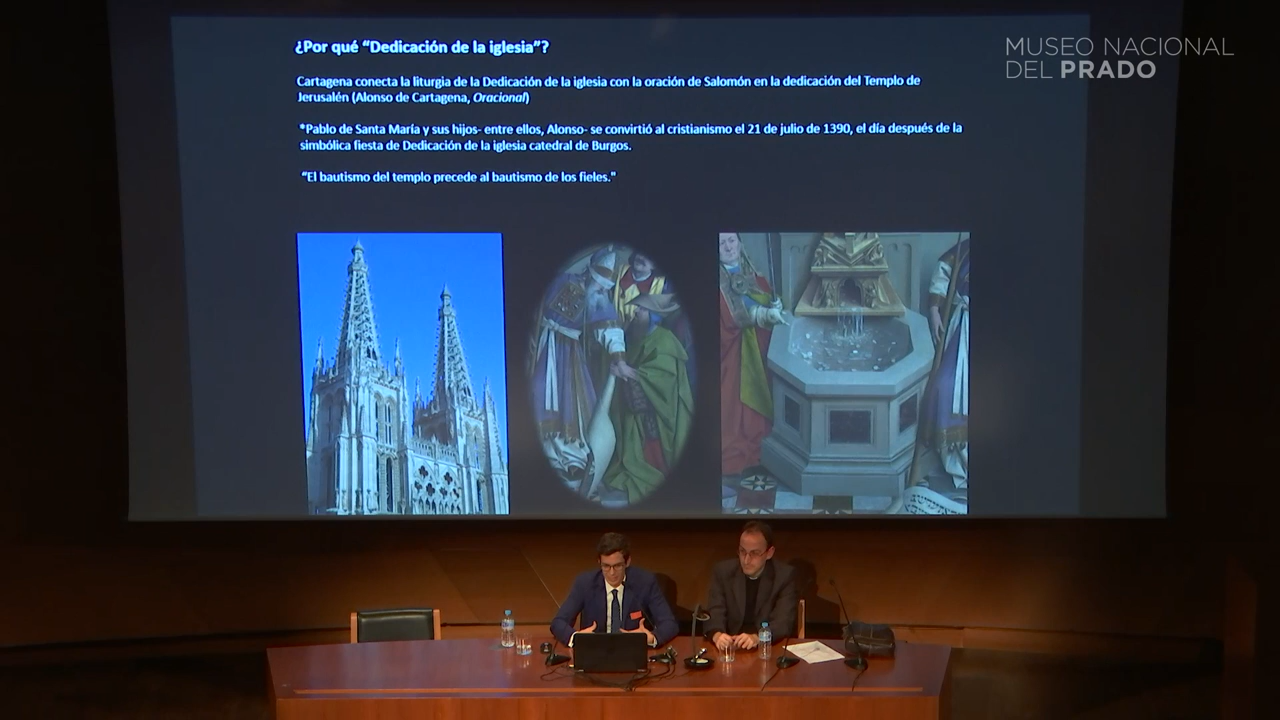 MUSEO NACIONAL
DEL PRADO
¿Por qué “Dedicación de la iglesia”?
Cartagena conecta la liturgia de la Dedicación de la iglesia con la oración de Salomón en la dedicación del Templo de
Jerusalén (Alonso de Cartagena, Oracional)
*Pablo de Santa María y sus hijos- entre ellos, Alonso- se convirtió al cristianismo el 21 de julio de 1390, el día después de la
simbólica fiesta de Dedicación de la iglesia catedral de Burgos.
“El bautismo del templo precede al bautismo de los fieles."